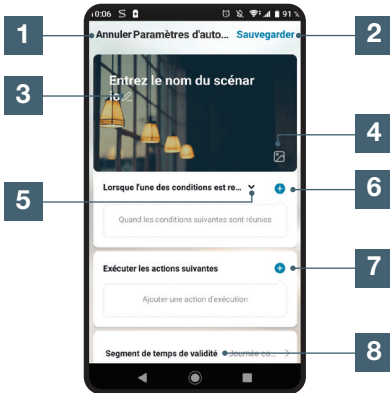 10:06 S 91%
1
Annuler Paramètres d'auto... Sauvegarder
2
3
Entrez le nom du scénar
io
4
5
Lorsque l'une des conditions est re...
6
Quand les conditions suivantes sont réunies
Exécuter les actions suivantes
7
Ajouter une action d'exécution
Segment de temps de validité Journée co...
8